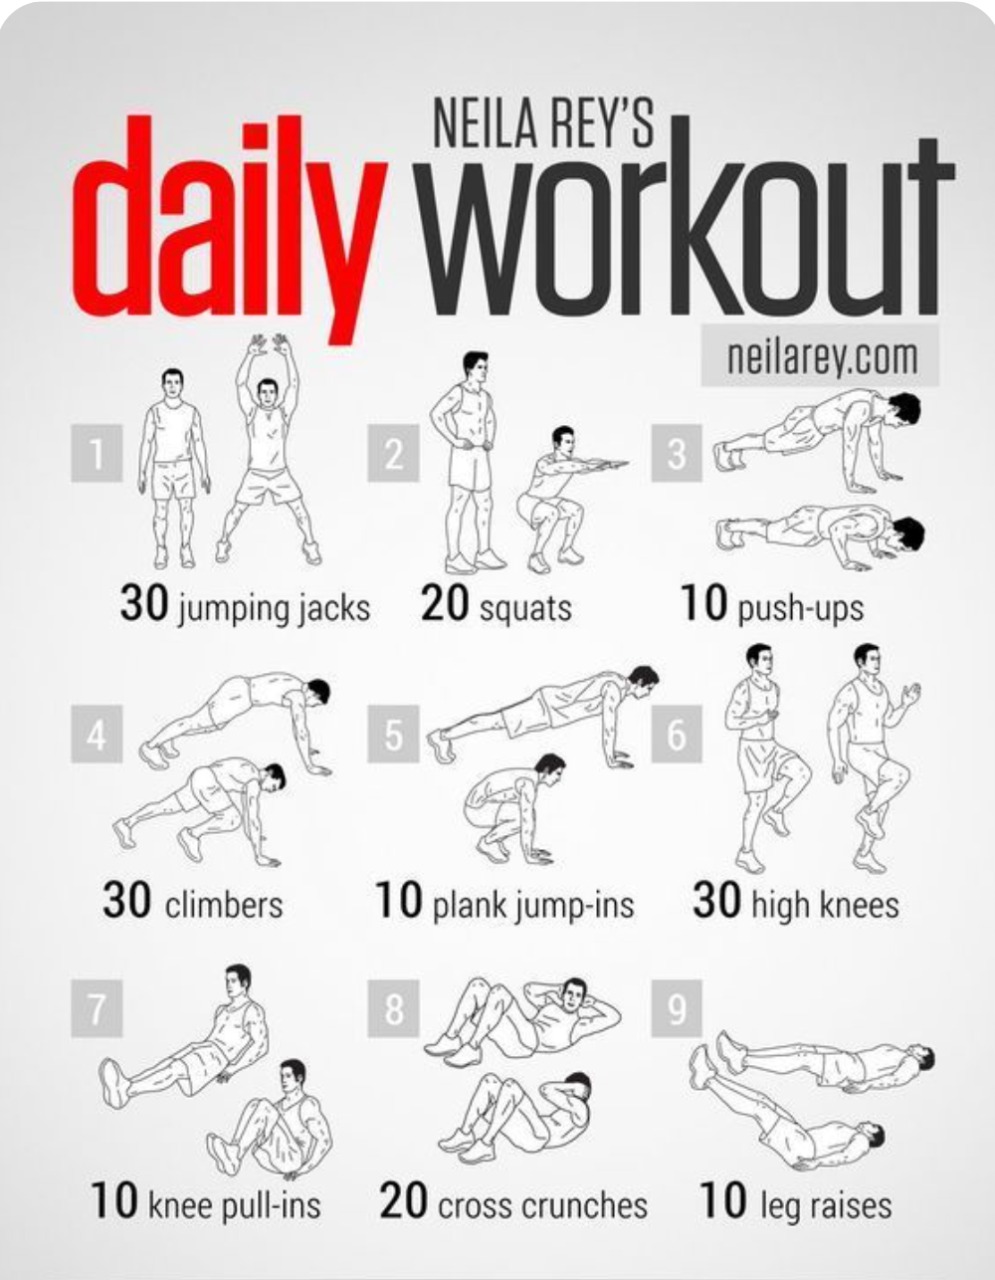 NEILA REY'S
daily workout
neilarey.com
1
2
3
30 jumping jacks
20 squats
10 push-ups
4
5
6
30 climbers
10 plank jump-ins
30 high knees
7
8
9
10 knee pull-ins
20 cross crunches
10 leg raises